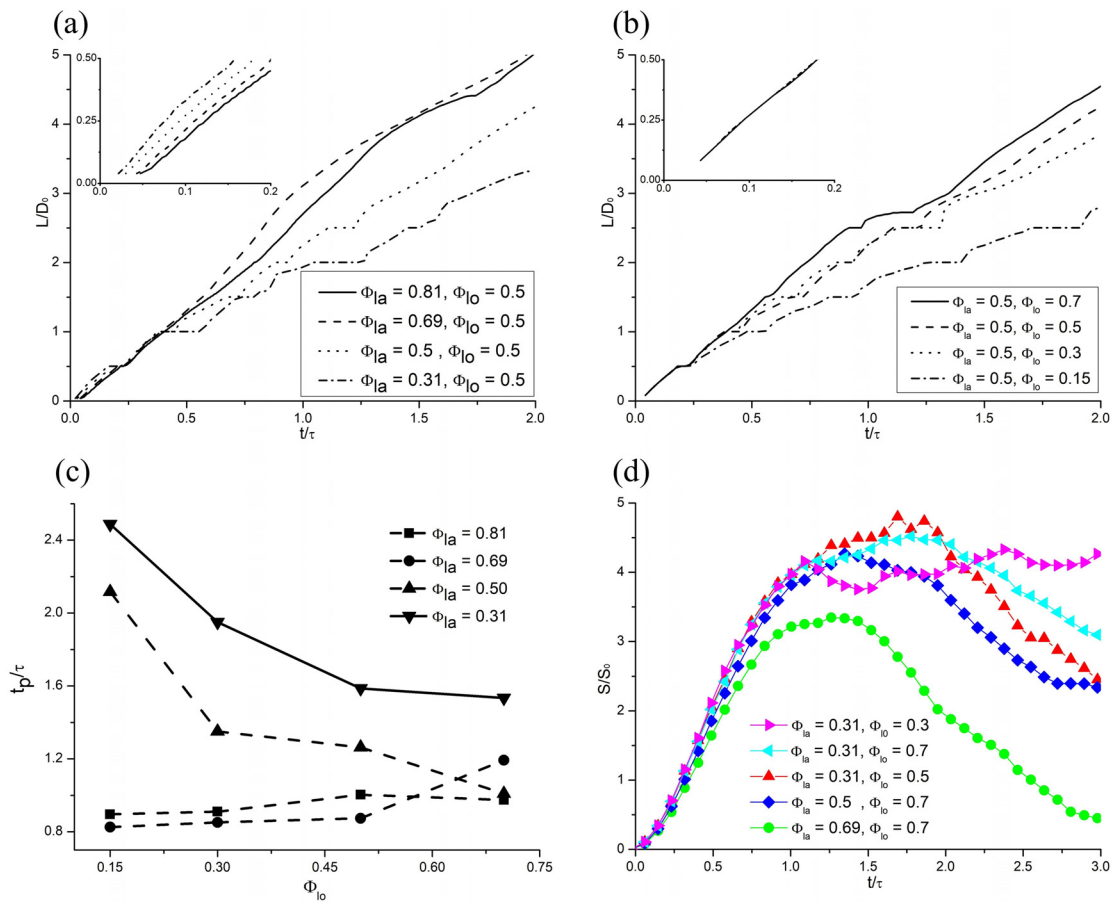 (a)
5
4
3
2
1
0
L/D₀
0.50
0.25
0.00
0.0
0.1
0.2
Φla = 0.81, Φlo = 0.5
Φla = 0.69, Φlo = 0.5
Φla = 0.5 , Φlo = 0.5
Φla = 0.31, Φlo = 0.5
0.0
0.5
1.0
1.5
2.0
t/τ
(b)
5
4
3
2
1
0
L/D₀
0.50
0.25
0.00
0.0
0.1
0.2
Φla = 0.5, Φlo = 0.7
Φla = 0.5, Φlo = 0.5
Φla = 0.5, Φlo = 0.3
Φla = 0.5, Φlo = 0.15
0.0
0.5
1.0
1.5
2.0
t/τ
(c)
2.4
2.0
1.6
1.2
0.8
tp/τ
Φla = 0.81
Φla = 0.69
Φla = 0.50
Φla = 0.31
0.15
0.30
0.45
0.60
0.75
Φlo
(d)
5
4
3
2
1
0
S/S₀
Φla = 0.31, Φlo = 0.3
Φla = 0.31, Φlo = 0.7
Φla = 0.31, Φlo = 0.5
Φla = 0.5 , Φlo = 0.7
Φla = 0.69, Φlo = 0.7
0.0
0.5
1.0
1.5
2.0
2.5
3.0
t/τ